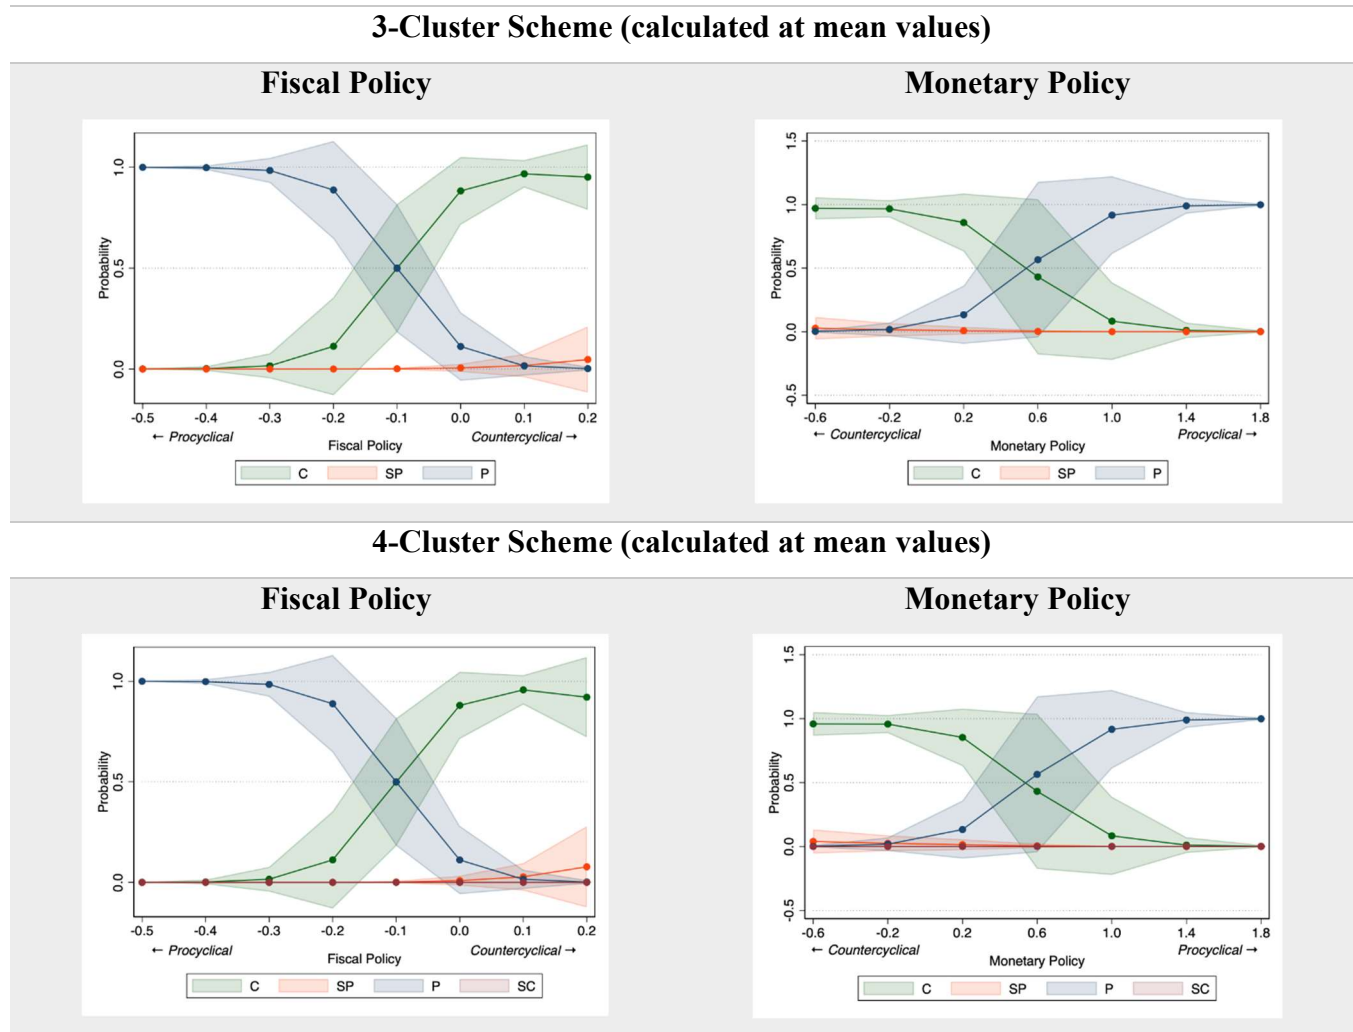 3-Cluster Scheme (calculated at mean values)
Fiscal Policy
Monetary Policy
Probability
1.0
0.5
0.0
-0.5 -0.4 -0.3 -0.2 -0.1 0.0 0.1 0.2
← Procyclical Countercyclical →
Fiscal Policy
C SP P
Probability
1.5
1.0
0.5
0.0
-0.5
-0.6 -0.2 0.2 0.6 1.0 1.4 1.8
← Countercyclical Procyclical →
Monetary Policy
C SP P
4-Cluster Scheme (calculated at mean values)
Fiscal Policy
Monetary Policy
Probability
1.0
0.5
0.0
-0.5 -0.4 -0.3 -0.2 -0.1 0.0 0.1 0.2
← Procyclical Countercyclical →
Fiscal Policy
C SP P SC
Probability
1.5
1.0
0.5
0.0
-0.5
-0.6 -0.2 0.2 0.6 1.0 1.4 1.8
← Countercyclical Procyclical →
Monetary Policy
C SP P SC